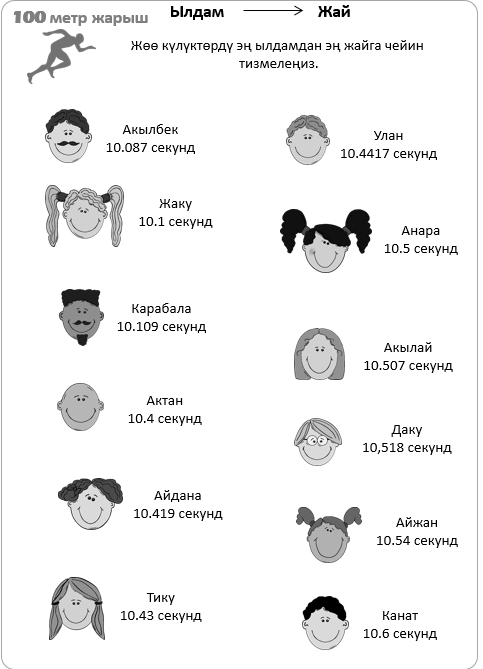 100 метр жарыш
Ылдам Жай
Жөө күлүктөрдү эң ылдамдан эң жайга чейин
тизмелеңиз.
Акылбек
10.087 секунд
Жаку
10.1 секунд
Карабала
10.109 секунд
Актан
10.4 секунд
Айдана
10.419 секунд
Тику
10.43 секунд
Улан
10.4417 секунд
Анара
10.5 секунд
Акылай
10.507 секунд
Даку
10,518 секунд
Айжан
10.54 секунд
Канат
10.6 секунд